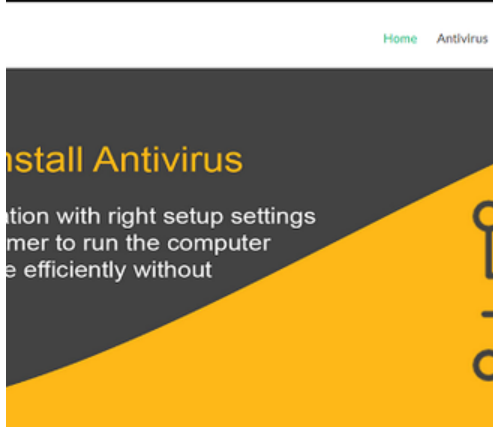 Home Antivirus
nstall Antivirus
ation with right setup settings
mer to run the computer
e efficiently without